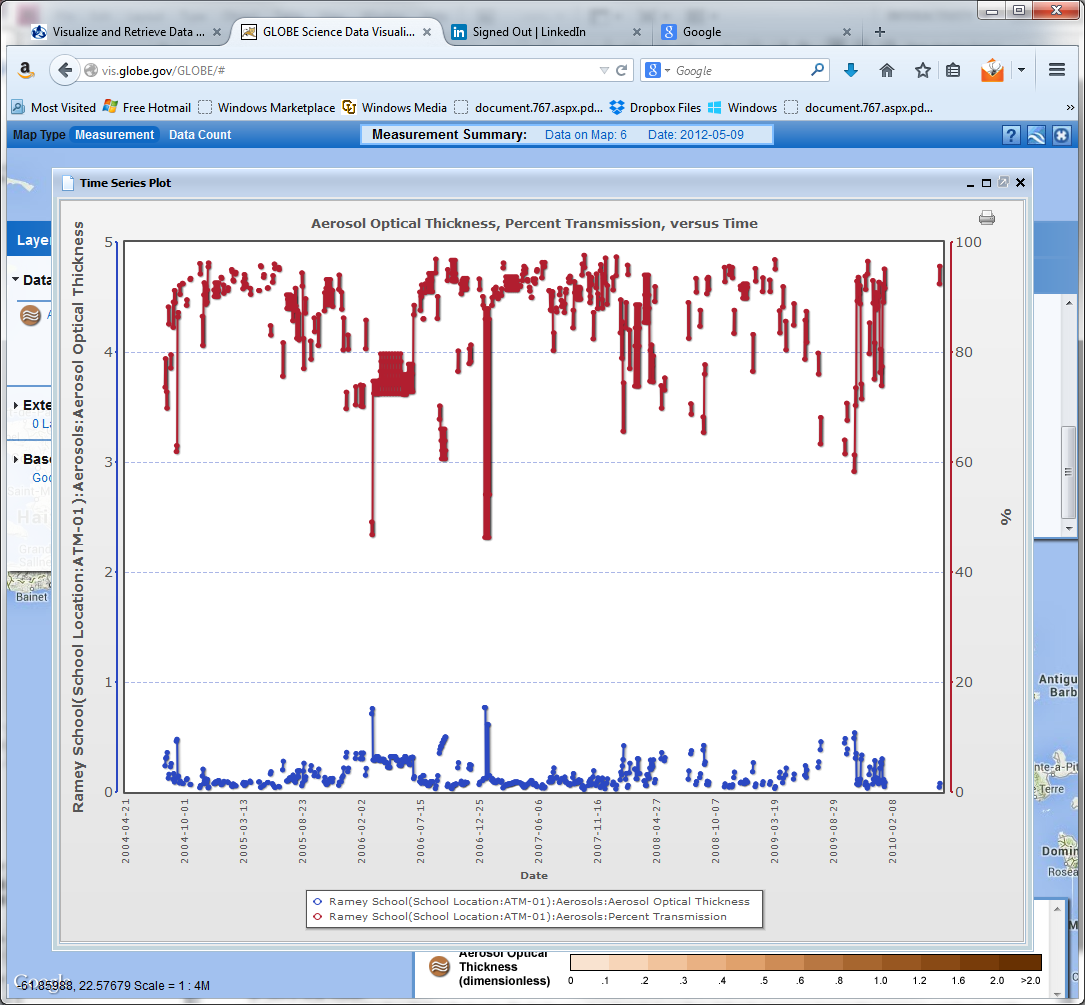 Visualize and Retrieve Data ...
GLOBE Science Data Visuali...
Signed Out | LinkedIn
Google
vis.globe.gov/GLOBE/#
Google
Most Visited
Free Hotmail
Windows Marketplace
Windows Media
document.767.aspx.pd...
Dropbox Files
Windows
document.767.aspx.pd...
Map Type
Measurement
Data Count
Measurement Summary:
Data on Map: 6
Date: 2012-05-09
Time Series Plot
Aerosol Optical Thickness, Percent Transmission, versus Time
Ramey School(School Location:ATM-01):Aerosols:Aerosol Optical Thickness
5
4
3
2
1
0
100
80
60
40
20
0
%
2004-04-21
2004-10-01
2005-03-13
2005-08-23
2006-02-02
2006-07-15
2006-12-25
2007-06-06
2007-11-16
2008-04-27
2008-10-07
2009-03-19
2009-08-29
2010-02-08
Date
Ramey School(School Location:ATM-01):Aerosols:Aerosol Optical Thickness
Ramey School(School Location:ATM-01):Aerosols:Percent Transmission
Laye
Data
Exte
0 La
Base
Goo
Bainet
Antigu
Barb
nte-à-Pit
Terre
Domin
Rosea
Aerosol Optical
Thickness
(dimensionless)
0 .1 .2 .3 .4 .5 .6 .8 1.0 1.2 1.6 2.0 >2.0
Google
-61.85988, 22.57679 Scale = 1 : 4M